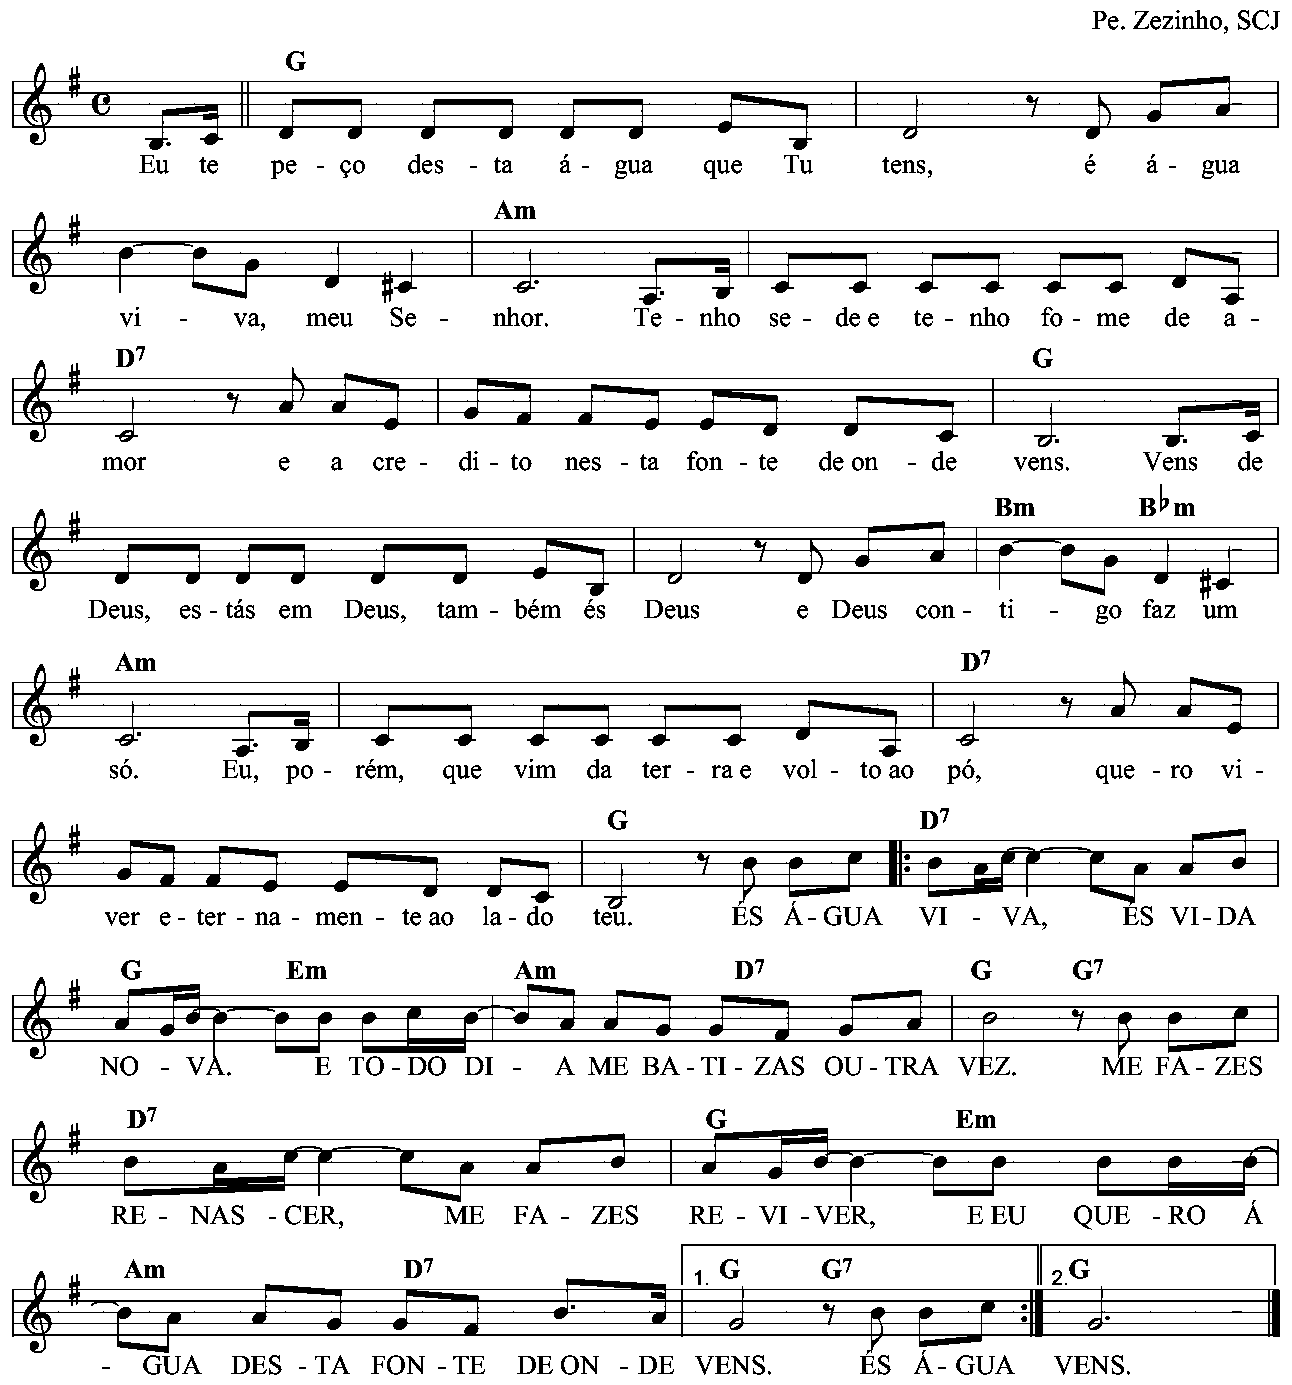 Pe. Zezinho, SCJ
G
Eu te pe - ço des - ta á - gua que Tu tens, é á - gua
Am
vi - va, meu Se - nhor. Te - nho se - de e te - nho fo - me de a -
D7 G
mor e a cre - di - to nes - ta fon - te de on - de vens. Vens de
Bm B♭m
Deus, es - tás em Deus, tam - bém és Deus e Deus con - ti - go faz um
Am D7
só. Eu, po - rém, que vim da ter - ra e vol - to ao pó, que - ro vi -
G D7
ver e - ter - na - men - te ao la - do teu. ÉS Á - GUA VI - VA, ÉS VI - DA
G Em Am D7 G G7
NO - VA. E TO - DO DI - A ME BA - TI - ZAS OU - TRA VEZ. ME FA - ZES
D7 G Em
RE - NAS - CER, ME FA - ZES RE - VI - VER, E EU QUE - RO Á
Am D7 1. G G7 2. G
- GUA DES - TA FON - TE DE ON - DE VENS. ÉS Á - GUA VENS.